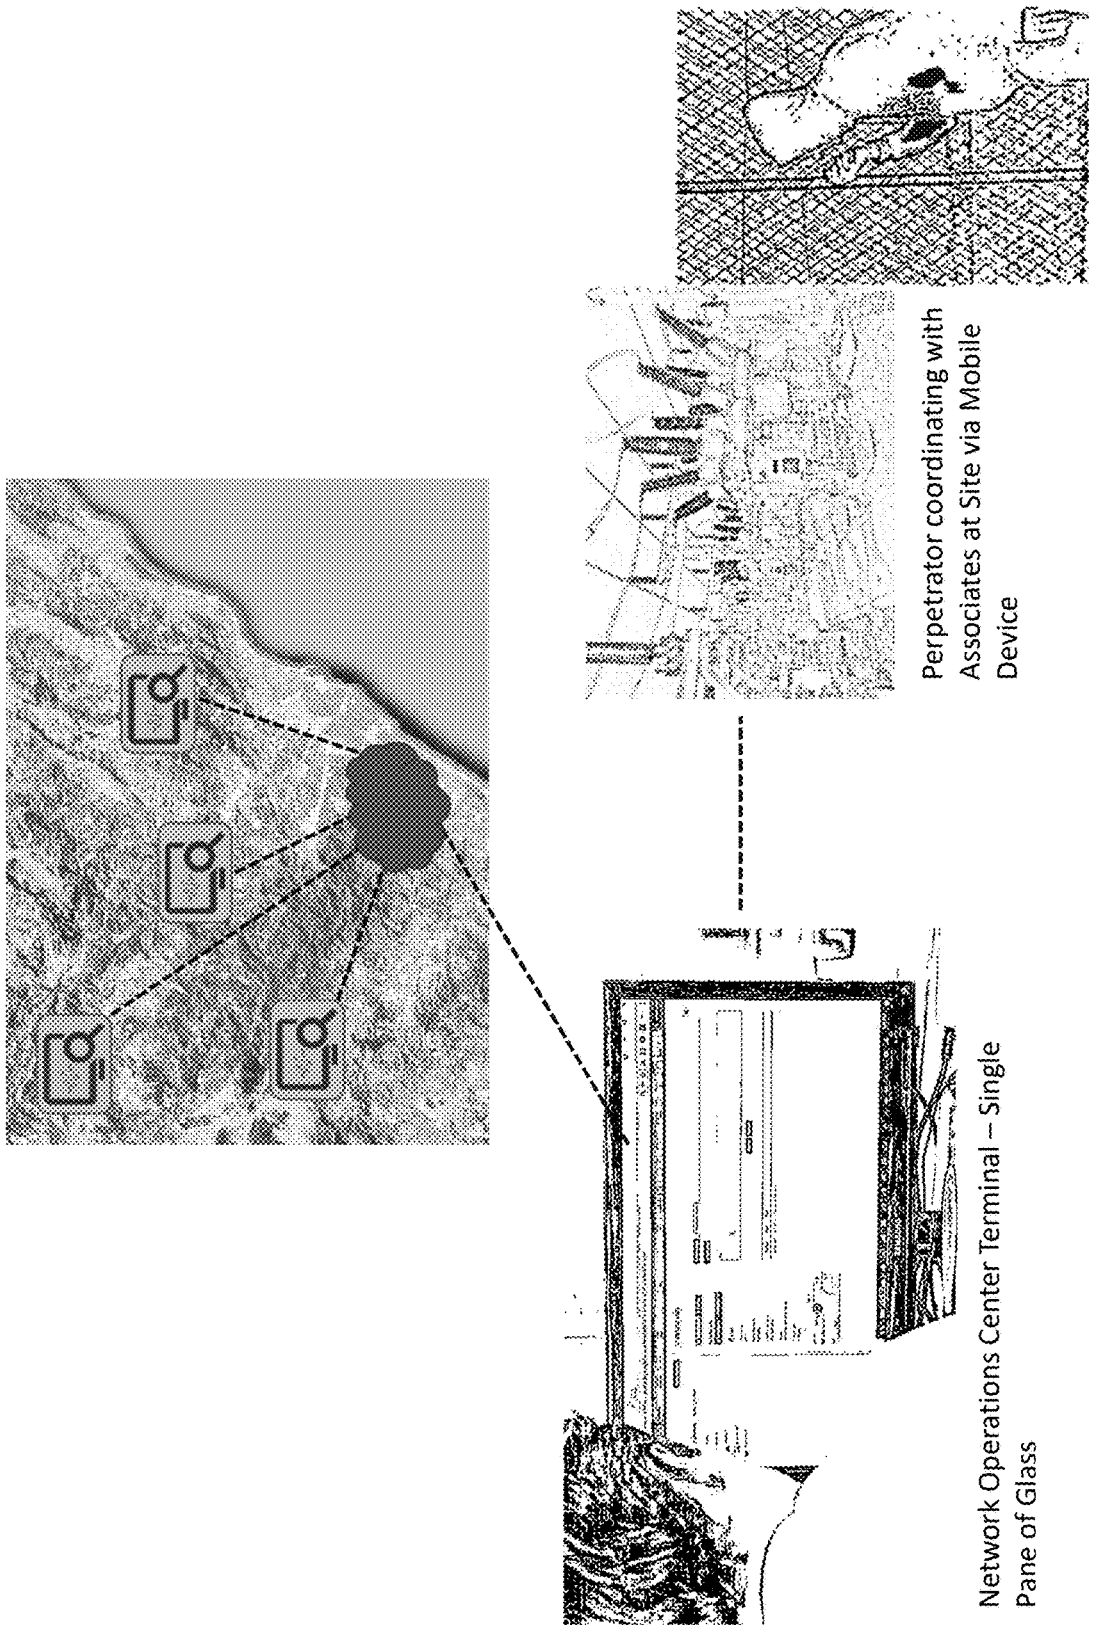 Perpetrator coordinating with
Associates at Site via Mobile
Device
Network Operations Center Terminal – Single
Pane of Glass